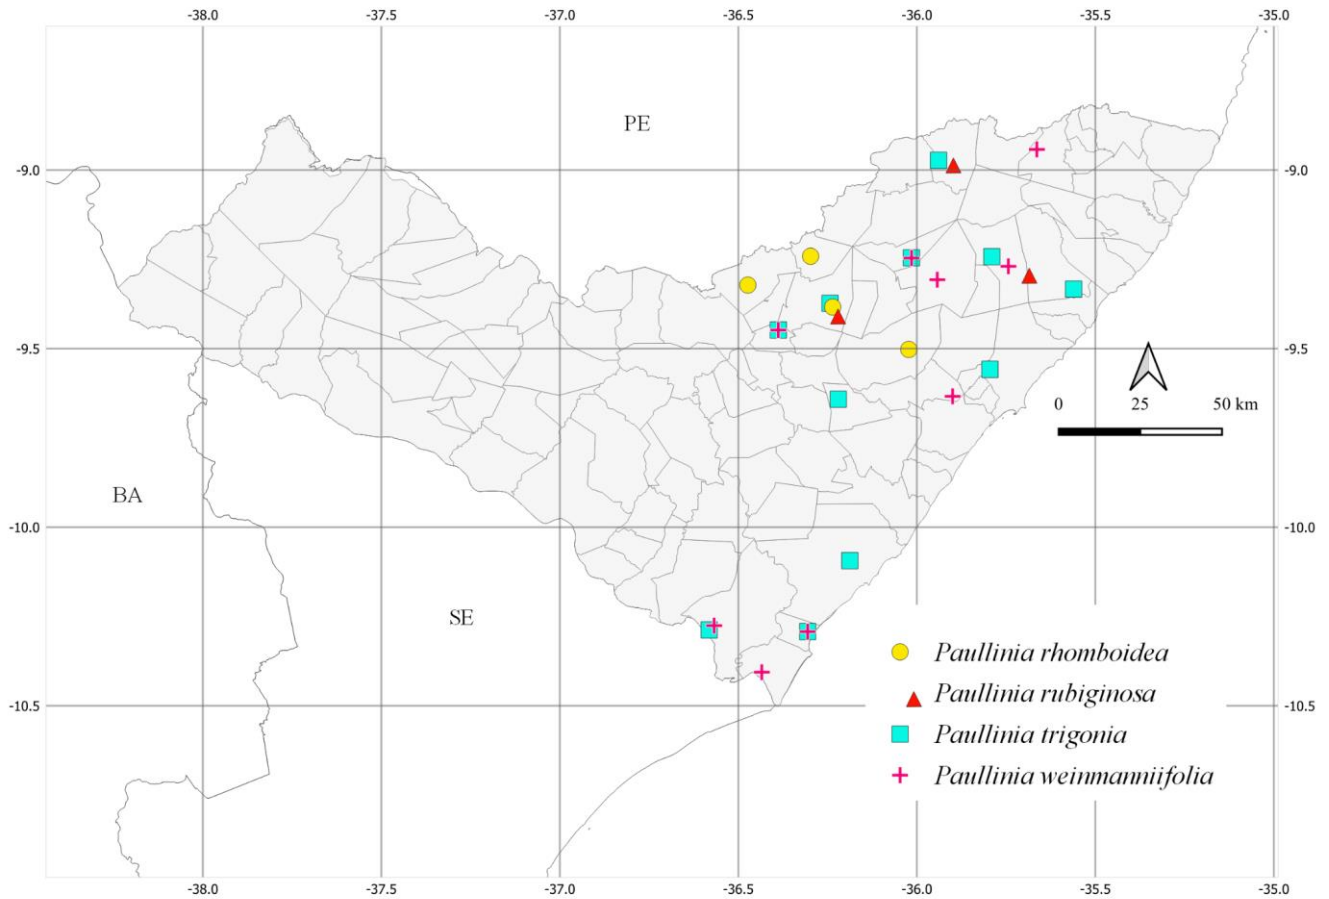 -38.0 -37.5 -37.0 -36.5 -36.0 -35.5 -35.0
PE
-9.0 -9.0
-9.5 -9.5
0 25 50 km
BA
-10.0 -10.0
SE
Paullinia rhomboidea
Paullinia rubiginosa
-10.5 -10.5
Paullinia trigonia
Paullinia weinmanniifolia
-38.0 -37.5 -37.0 -36.5 -36.0 -35.5 -35.0